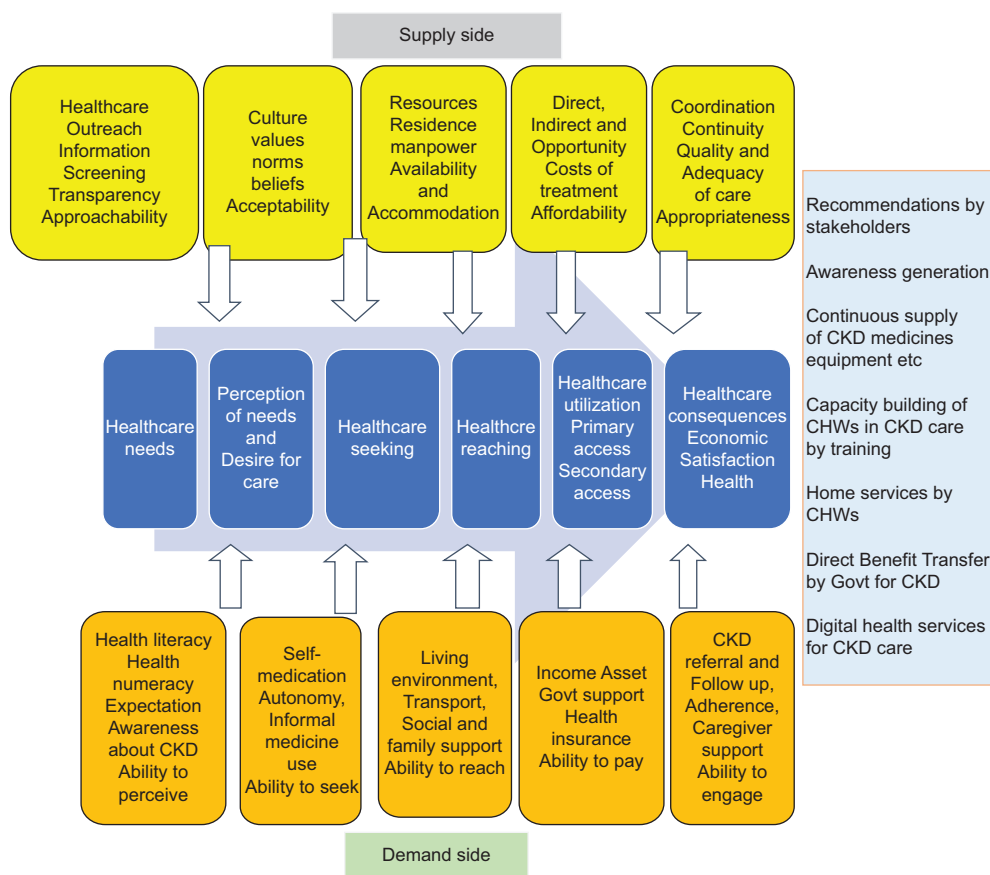 Supply side
Healthcare
Outreach
Information
Screening
Transparency
Approachability
Culture
values
norms
beliefs
Acceptability
Resources
Residence
manpower
Availability
and
Accommodation
Direct,
Indirect and
Opportunity
Costs of
treatment
Affordability
Coordination
Continuity
Quality and
Adequacy
of care
Appropriateness
Healthcare
needs
Perception
of needs
and
Desire for
care
Healthcare
seeking
Healthcre
reaching
Healthcare
utilization
Primary
access
Secondary
access
Healthcare
consequences
Economic
Satisfaction
Health
Health literacy
Health
numeracy
Expectation
Awareness
about CKD
Ability to
perceive
Self-
medication
Autonomy,
Informal
medicine
use
Ability to seek
Living
environment,
Transport,
Social and
family support
Ability to reach
Income Asset
Govt support
Health
insurance
Ability to pay
CKD
referral and
Follow up,
Adherence,
Caregiver
support
Ability to
engage
Demand side
Recommendations by
stakeholders
Awareness generation
Continuous supply
of CKD medicines
equipment etc
Capacity building of
CHWs in CKD care
by training
Home services by
CHWs
Direct Benefit Transfer
by Govt for CKD
Digital health services
for CKD care